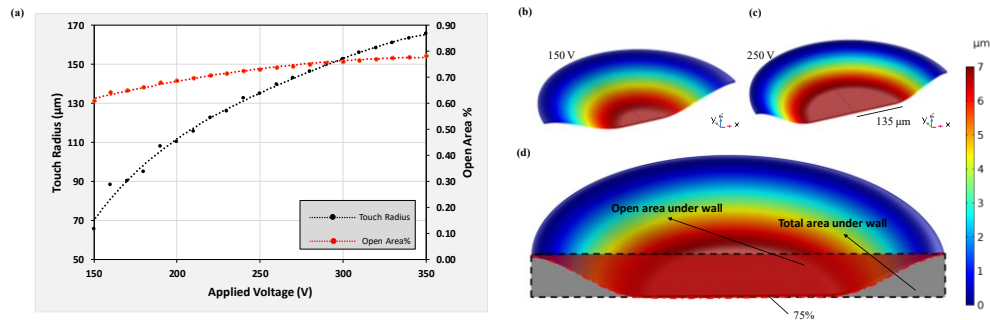 (a)
170
150
130
110
90
70
50
Touch Radius (μm)
0.90
0.80
0.70
0.60
0.50
0.40
0.30
0.20
0.10
0.00
Open Area %
Touch Radius
Open Area%
150
200
250
300
350
Applied Voltage (V)
(b)
150 V
y z x
(c)
250 V
135 μm
y z x
(d)
Open area under wall
Total area under wall
75%
μm
7
6
5
4
3
2
1
0